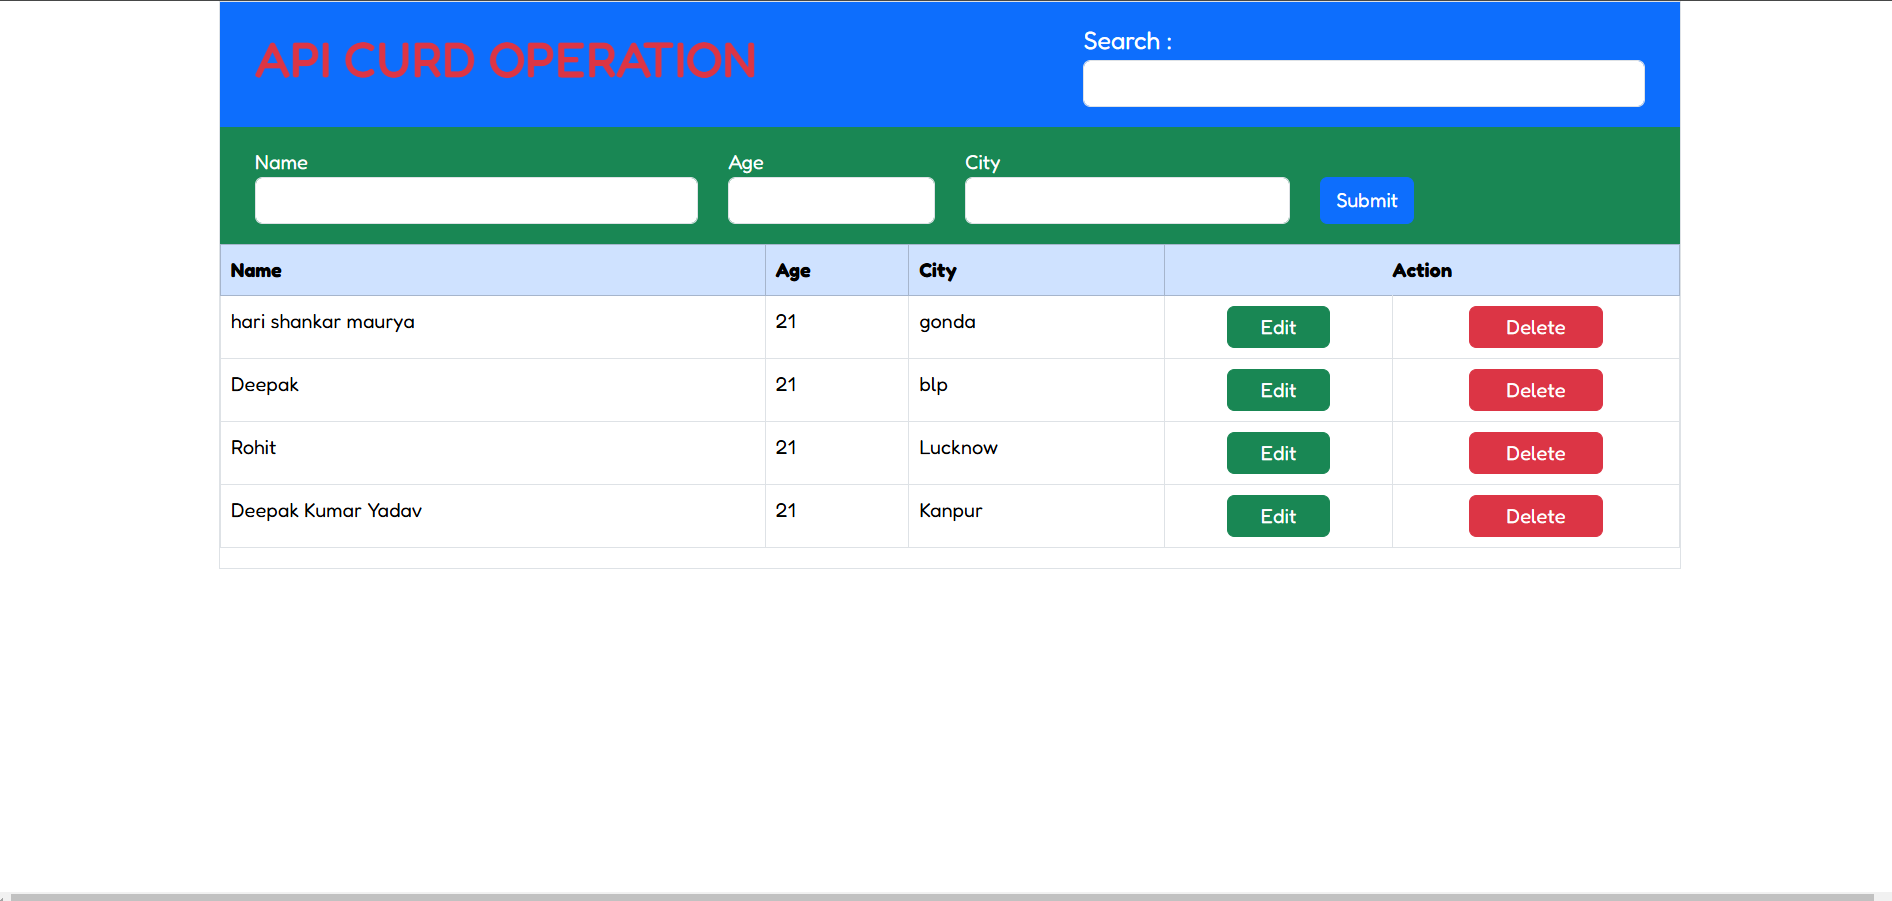 API CURD OPERATION
Search :
Name Age City
Submit
Name Age City Action
hari shankar maurya 21 gonda Edit Delete
Deepak 21 blp Edit Delete
Rohit 21 Lucknow Edit Delete
Deepak Kumar Yadav 21 Kanpur Edit Delete